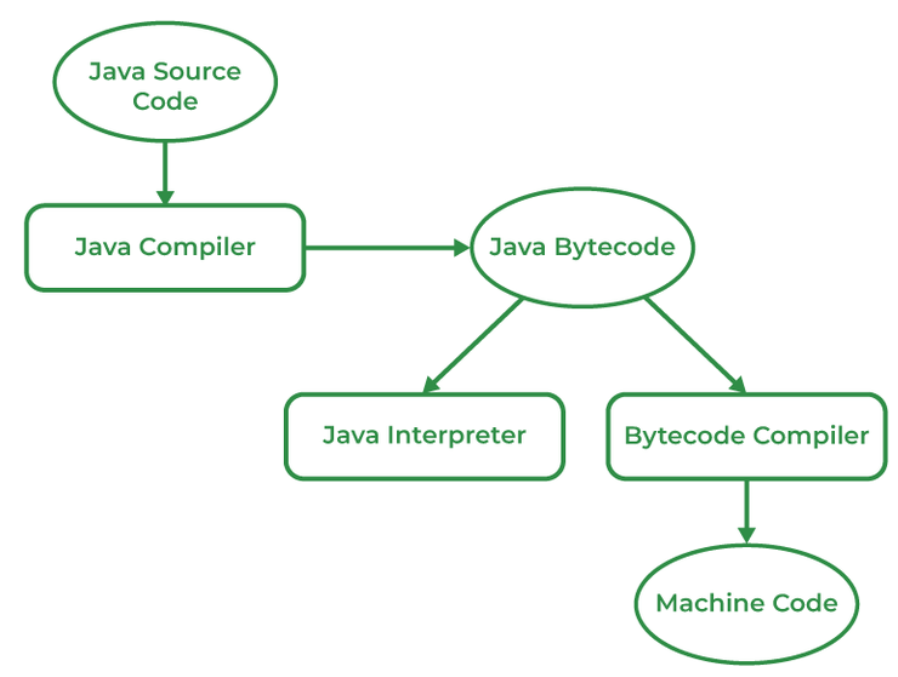 Java Source
Code
Java Compiler
Java Bytecode
Java Interpreter
Bytecode Compiler
Machine Code